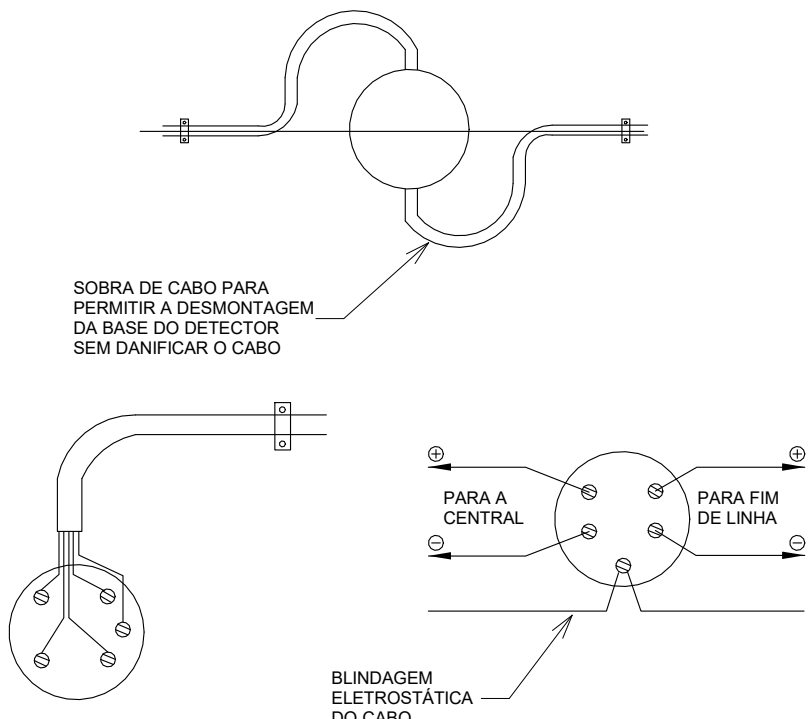 SOBRA DE CABO PARA
PERMITIR A DESMONTAGEM
DA BASE DO DETECTOR
SEM DANIFICAR O CABO
⊕
⊕
PARA A
CENTRAL
PARA FIM
DE LINHA
⊖
⊖
BLINDAGEM
ELETROSTÁTICA
DO CABO